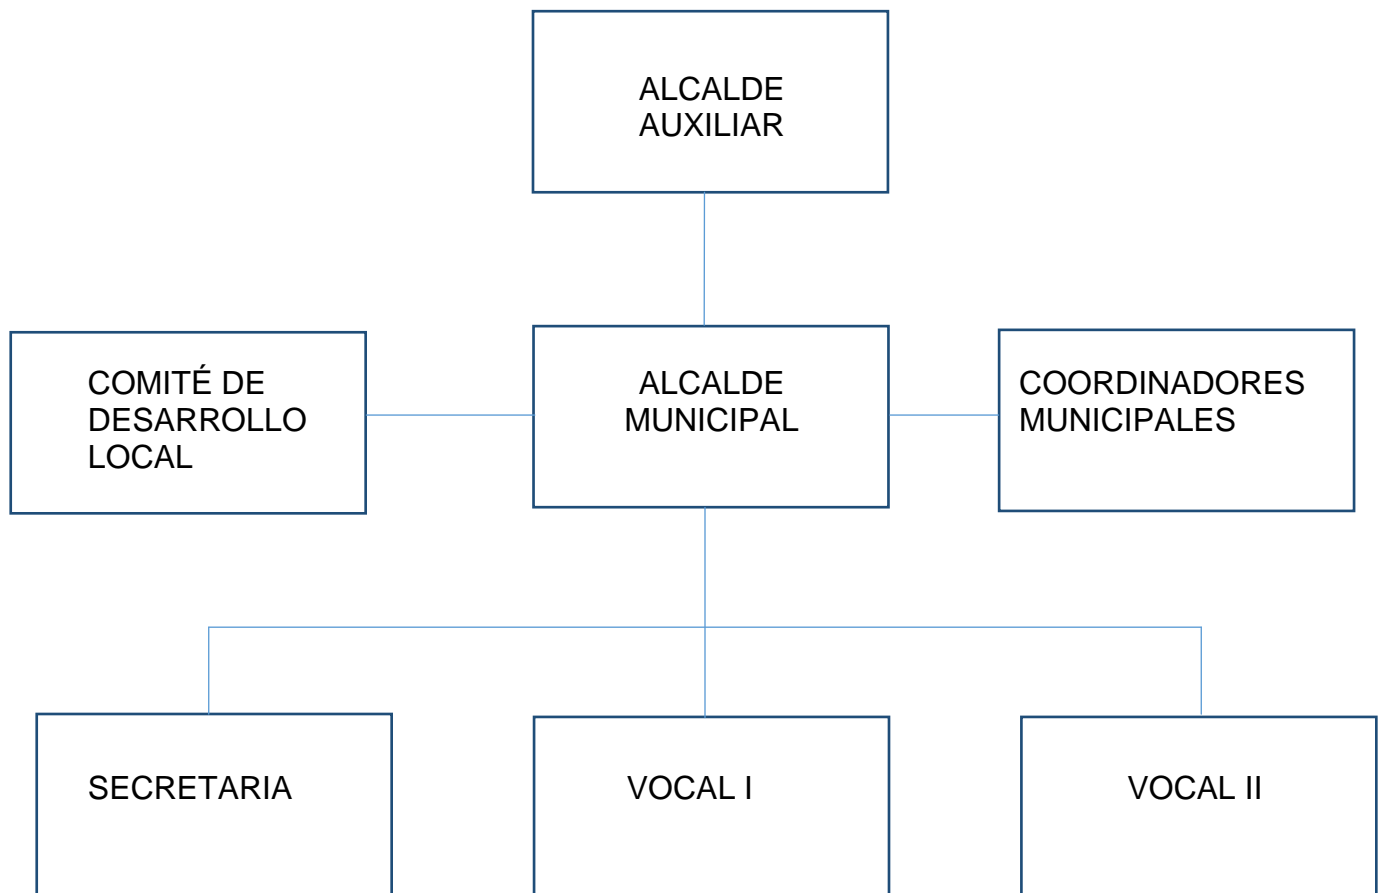 ALCALDE
AUXILIAR
COMITÉ DE
DESARROLLO
LOCAL
ALCALDE
MUNICIPAL
COORDINADORES
MUNICIPALES
SECRETARIA
VOCAL I
VOCAL II